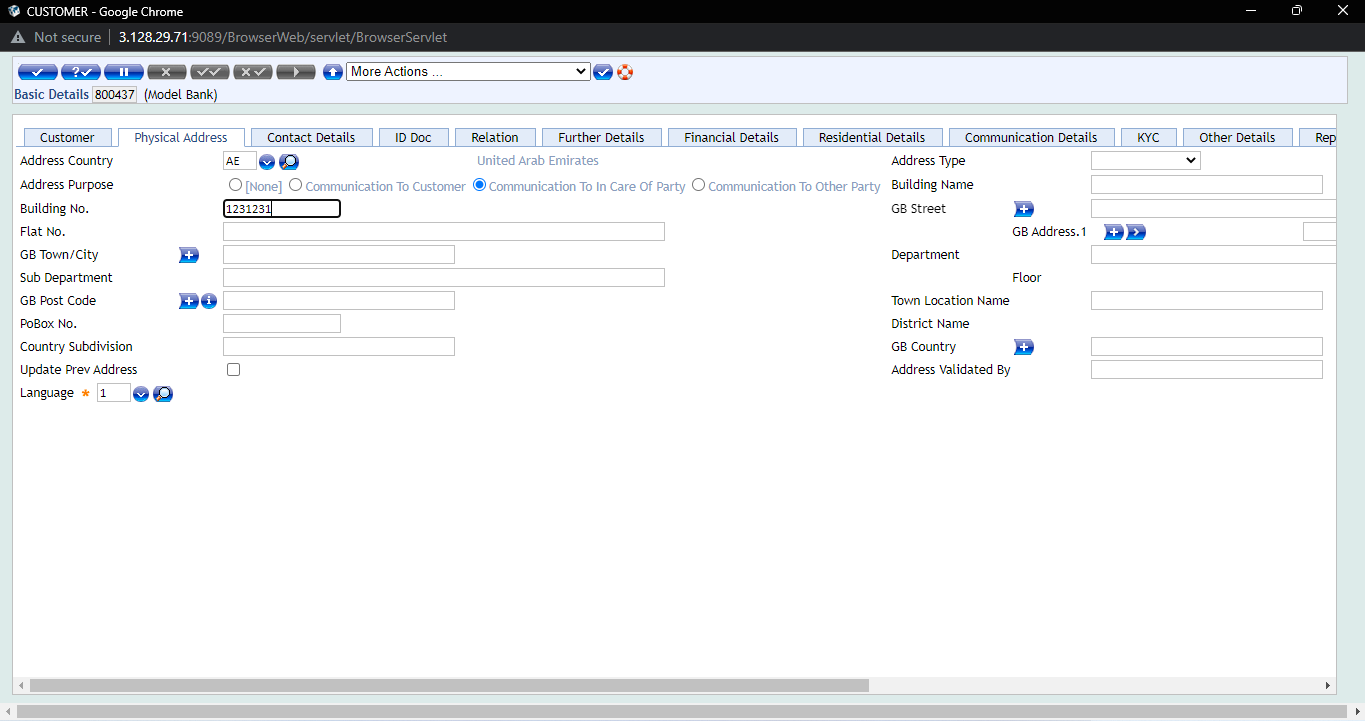 CUSTOMER - Google Chrome
Not secure 3.128.29.71:9089/BrowserWeb/servlet/BrowserServlet
More Actions ...
Basic Details 800437 (Model Bank)
Customer Physical Address Contact Details ID Doc Relation Further Details Financial Details Residential Details Communication Details KYC Other Details Rep
Address Country AE United Arab Emirates Address Type
Address Purpose [None] Communication To Customer Communication To In Care Of Party Communication To Other Party Building Name
Building No. 1231231 GB Street
Flat No. GB Address.1
GB Town/City Department
Sub Department Floor
GB Post Code Town Location Name
PoBox No. District Name
Country Subdivision GB Country
Update Prev Address Address Validated By
Language * 1